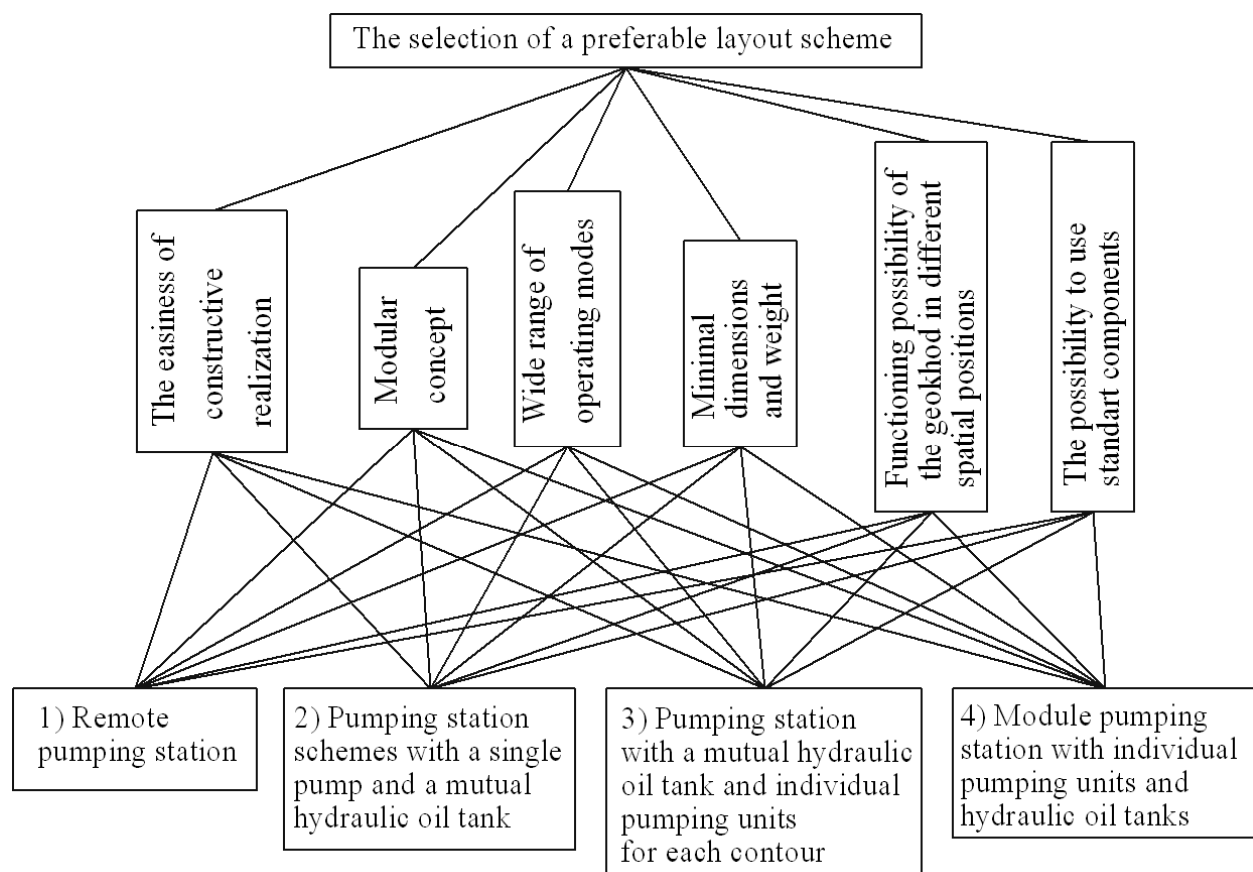 The selection of a preferable layout scheme
The easiness of
constructive
realization
Modular
concept
Wide range of
operating modes
Minimal
dimensions
and weight
Functioning possibility of
the geokhod in different
spatial positions
The possibility to use
standart components
1) Remote
pumping station
2) Pumping station
schemes with a single
pump and a mutual
hydraulic oil tank
3) Pumping station
with a mutual hydraulic
oil tank and individual
pumping units
for each contour
4) Module pumping
station with individual
pumping units and
hydraulic oil tanks